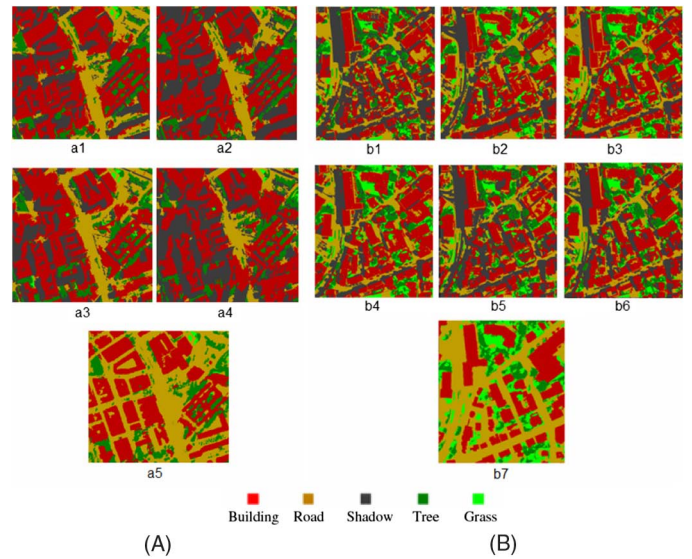 a1 a2 b1 b2 b3
a3 a4 b4 b5 b6
a5 b7
Building Road Shadow Tree Grass
(A) (B)